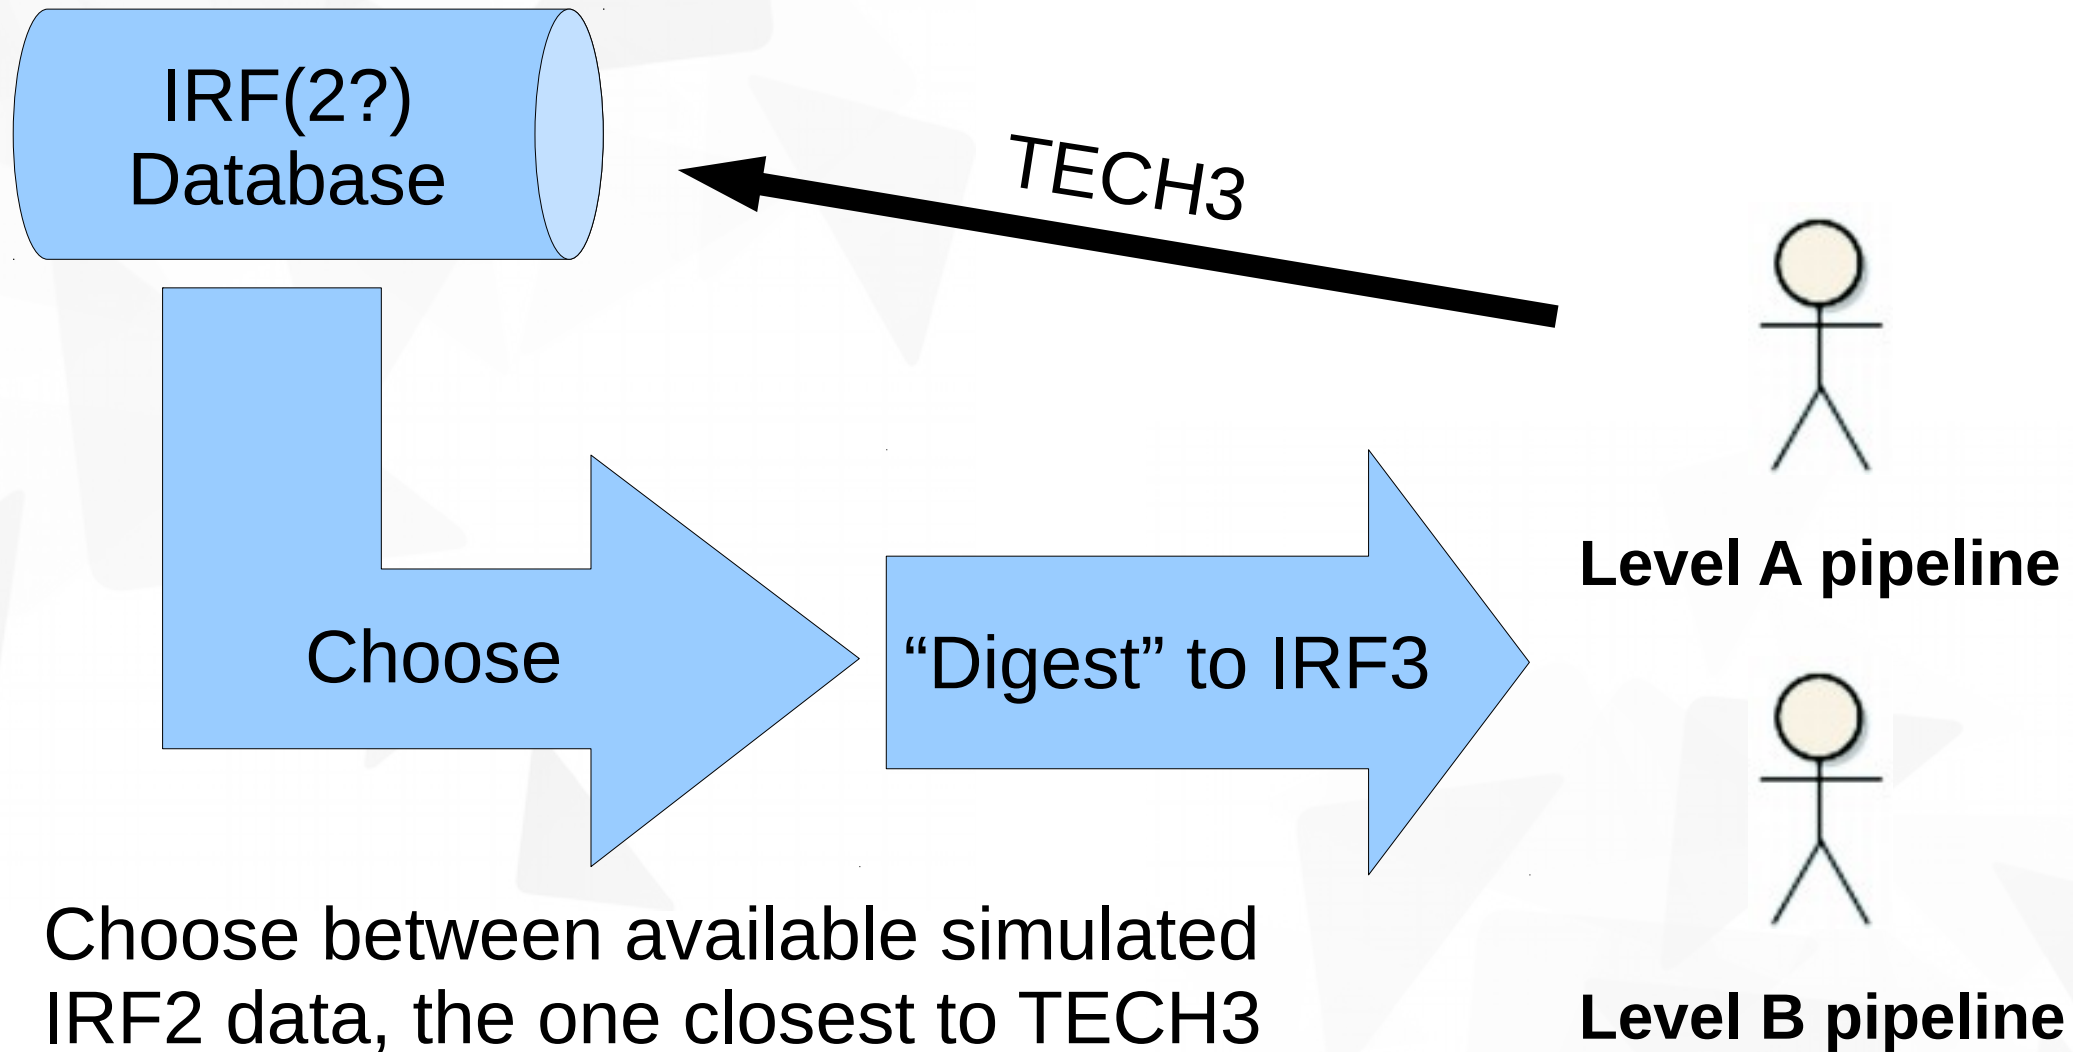 IRF(2?)
Database
TECH3
Level A pipeline
Choose
“Digest” to IRF3
Choose between available simulated
IRF2 data, the one closest to TECH3
Level B pipeline